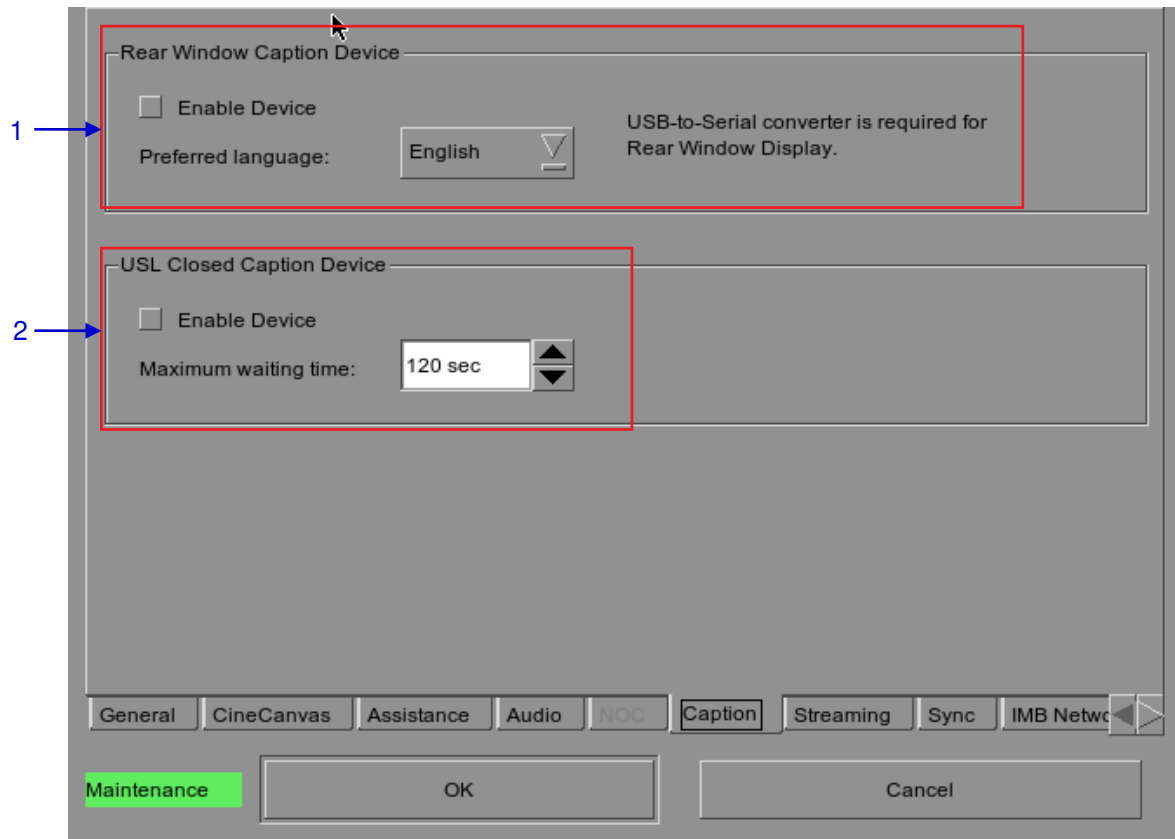 Rear Window Caption Device
1
Enable Device
Preferred language:
English
USB-to-Serial converter is required for
Rear Window Display.
USL Closed Caption Device
2
Enable Device
Maximum waiting time:
120 sec
General CineCanvas Assistance Audio NOC Caption Streaming Sync IMB Netwo
Maintenance OK Cancel